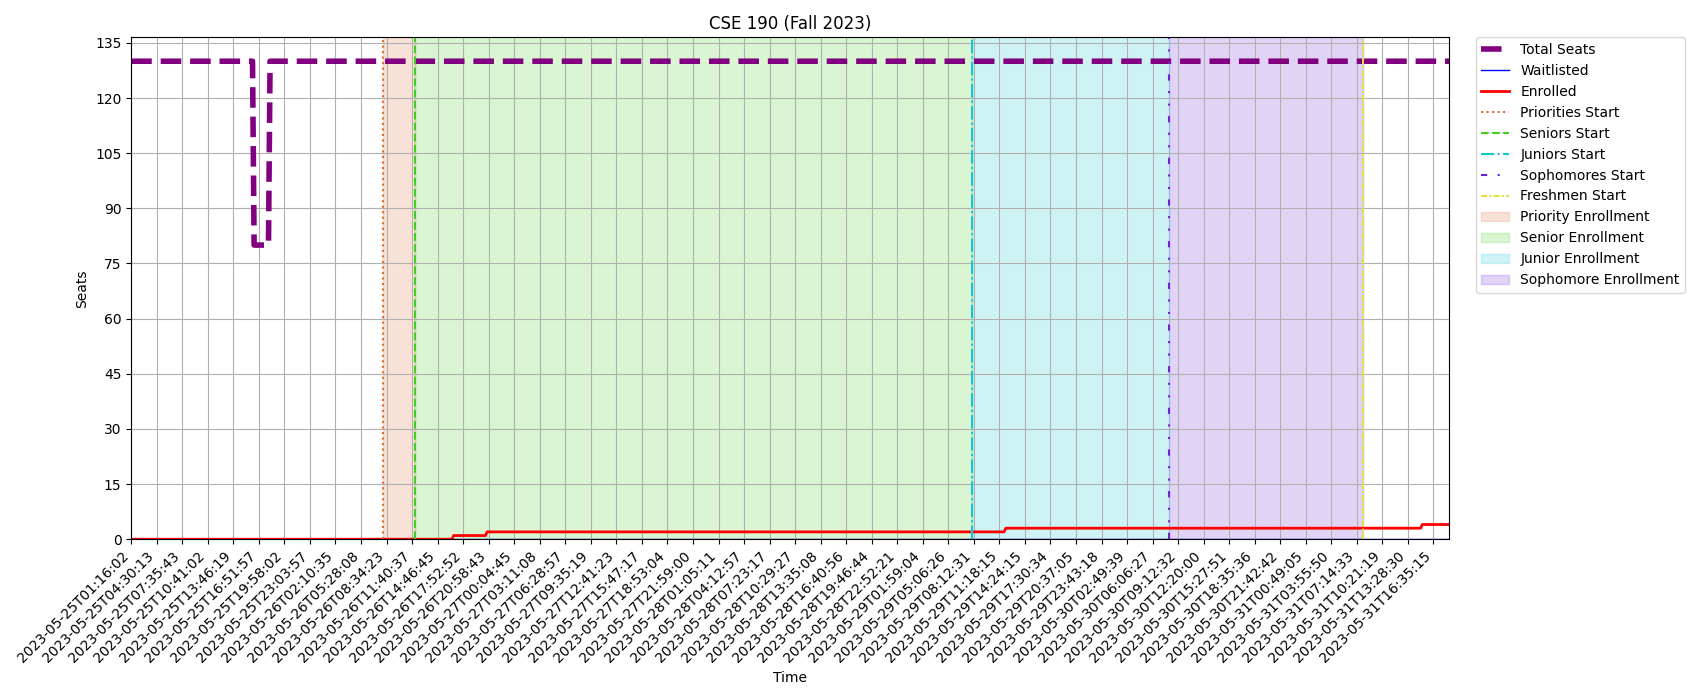 CSE 190 (Fall 2023)
135
120
105
90
75
60
45
30
15
0
Seats
2023-05-25T01:16:02
2023-05-25T04:30:13
2023-05-25T07:35:43
2023-05-25T10:41:02
2023-05-25T13:46:19
2023-05-25T16:51:57
2023-05-25T19:58:02
2023-05-25T23:03:57
2023-05-26T02:10:35
2023-05-26T05:28:08
2023-05-26T08:34:23
2023-05-26T11:40:37
2023-05-26T14:46:45
2023-05-26T17:52:52
2023-05-26T20:58:43
2023-05-27T00:04:45
2023-05-27T03:11:08
2023-05-27T06:28:57
2023-05-27T09:35:19
2023-05-27T12:41:23
2023-05-27T15:47:17
2023-05-27T18:53:04
2023-05-27T21:59:00
2023-05-28T01:05:11
2023-05-28T04:12:57
2023-05-28T07:23:17
2023-05-28T10:29:27
2023-05-28T13:35:08
2023-05-28T16:40:56
2023-05-28T19:46:44
2023-05-28T22:52:21
2023-05-29T01:59:04
2023-05-29T05:06:26
2023-05-29T08:12:31
2023-05-29T11:18:15
2023-05-29T14:24:15
2023-05-29T17:30:34
2023-05-29T20:37:05
2023-05-29T23:43:18
2023-05-30T02:49:39
2023-05-30T06:06:27
2023-05-30T09:12:32
2023-05-30T12:20:00
2023-05-30T15:27:51
2023-05-30T18:35:36
2023-05-30T21:42:42
2023-05-31T00:49:05
2023-05-31T03:55:50
2023-05-31T07:14:33
2023-05-31T10:21:19
2023-05-31T13:28:30
2023-05-31T16:35:15
Time
Total Seats
Waitlisted
Enrolled
Priorities Start
Seniors Start
Juniors Start
Sophomores Start
Freshmen Start
Priority Enrollment
Senior Enrollment
Junior Enrollment
Sophomore Enrollment